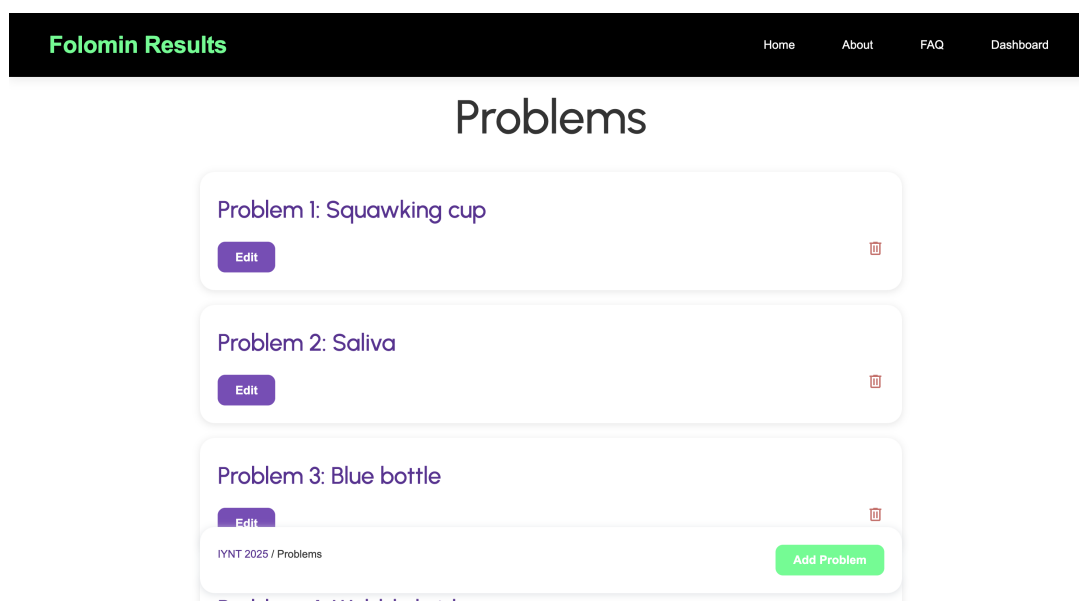 Folomin Results
Home About FAQ Dashboard
Problems
Problem 1: Squawking cup
Edit
Problem 2: Saliva
Edit
Problem 3: Blue bottle
Edit
IYNT 2025 / Problems
Add Problem